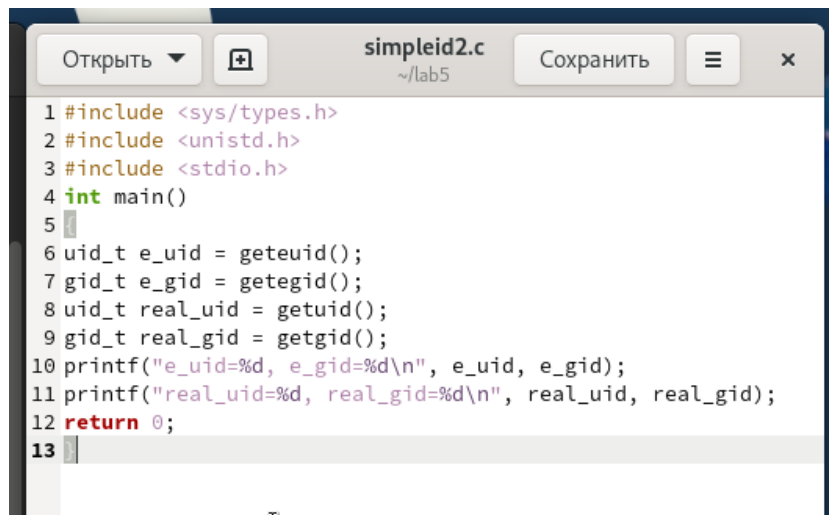 Открыть
simpleid2.c
~/lab5
Сохранить
1 #include <sys/types.h>
2 #include <unistd.h>
3 #include <stdio.h>
4 int main()
5 {
6 uid_t e_uid = geteuid();
7 gid_t e_gid = getegid();
8 uid_t real_uid = getuid();
9 gid_t real_gid = getgid();
10 printf("e_uid=%d, e_gid=%d\n", e_uid, e_gid);
11 printf("real_uid=%d, real_gid=%d\n", real_uid, real_gid);
12 return 0;
13 }